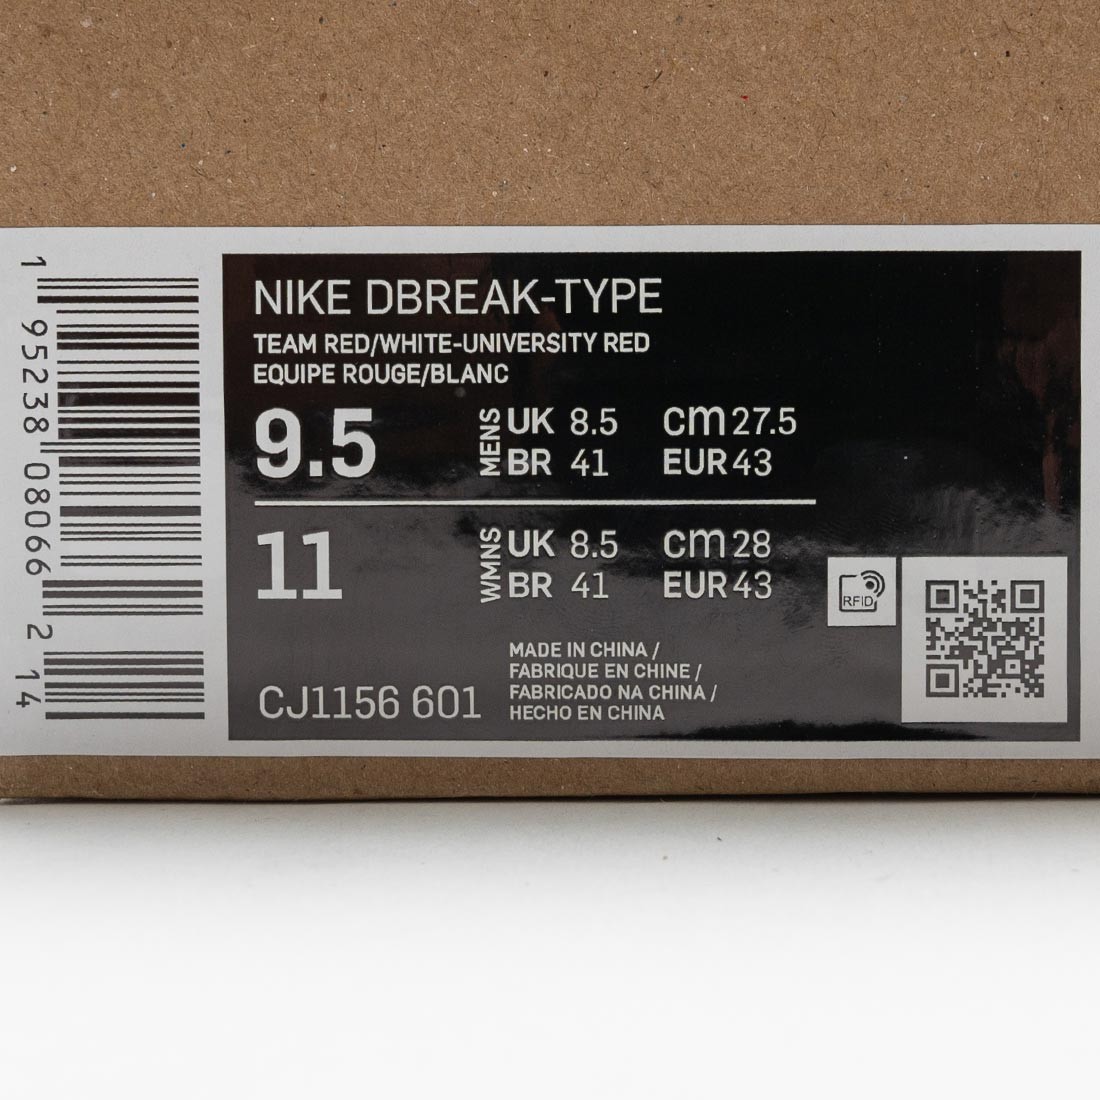 1 95238 08066 2 14
NIKE DBREAK-TYPE
TEAM RED/WHITE-UNIVERSITY RED
EQUIPE ROUGE/BLANC
9.5 MENS UK 8.5 cm 27.5
BR 41 EUR 43
11 WMNS UK 8.5 cm 28
BR 41 EUR 43
RFID
MADE IN CHINA /
FABRIQUE EN CHINE /
FABRICADO NA CHINA /
HECHO EN CHINA
CJ1156 601